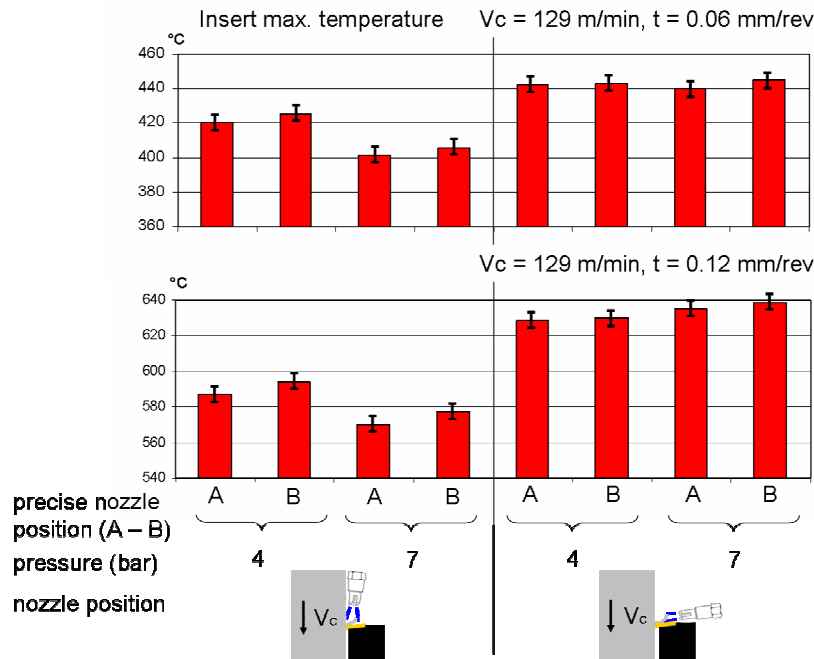 Insert max. temperature
Vc = 129 m/min, t = 0.06 mm/rev
°C
460
440
420
400
380
360
Vc = 129 m/min, t = 0.12 mm/rev
°C
640
620
600
580
560
540
precise nozzle position (A – B)
A B A B A B A B
pressure (bar)
4 7 4 7
nozzle position
Vc
Vc